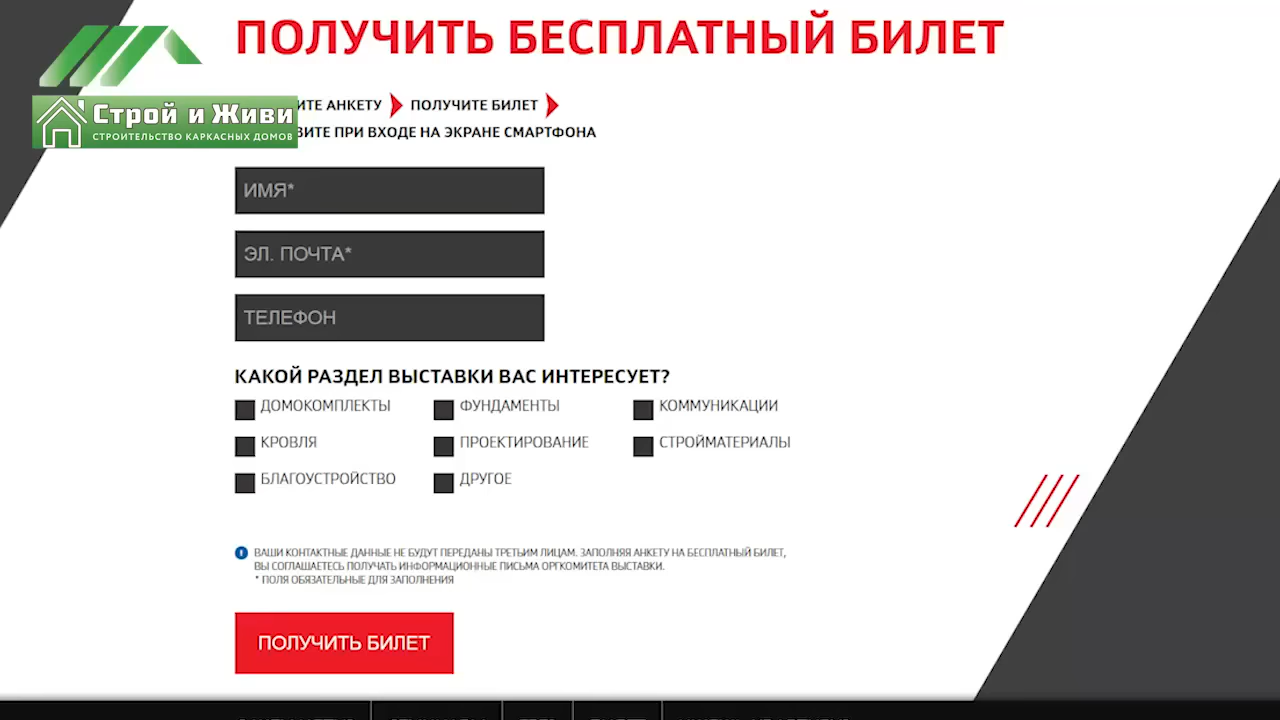 ПОЛУЧИТЬ БЕСПЛАТНЫЙ БИЛЕТ
Строй и Живи
СТРОИТЕЛЬСТВО КАРКАСНЫХ ДОМОВ
АНКЕТУ ПОЛУЧИТЕ БИЛЕТ
ПРИ ВХОДЕ НА ЭКРАНЕ СМАРТФОНА
ИМЯ*
ЭЛ. ПОЧТА*
ТЕЛЕФОН
КАКОЙ РАЗДЕЛ ВЫСТАВКИ ВАС ИНТЕРЕСУЕТ?
ДОМОКОМПЛЕКТЫ ФУНДАМЕНТЫ КОММУНИКАЦИИ
КРОВЛЯ ПРОЕКТИРОВАНИЕ СТРОЙМАТЕРИАЛЫ
БЛАГОУСТРОЙСТВО ДРУГОЕ
ВАШИ КОНТАКТНЫЕ ДАННЫЕ НЕ БУДУТ ПЕРЕДАНЫ ТРЕТЬИМ ЛИЦАМ. ЗАПОЛНЯЯ АНКЕТУ НА БЕСПЛАТНЫЙ БИЛЕТ,
ВЫ СОГЛАШАЕТЕСЬ ПОЛУЧАТЬ ИНФОРМАЦИОННЫЕ ПИСЬМА ОРГКОМИТЕТА ВЫСТАВКИ.
* ПОЛЯ ОБЯЗАТЕЛЬНЫЕ ДЛЯ ЗАПОЛНЕНИЯ
ПОЛУЧИТЬ БИЛЕТ